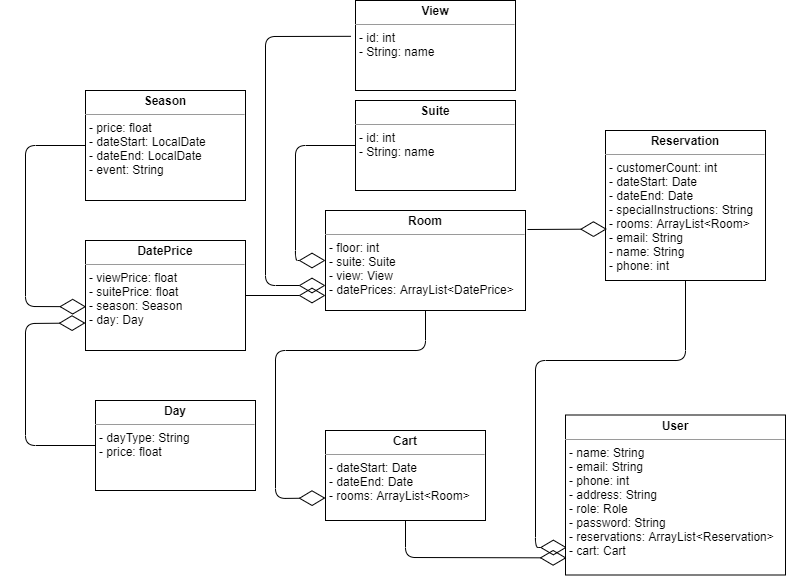 View
- id: int
- String: name
Suite
- id: int
- String: name
Season
- price: float
- dateStart: LocalDate
- dateEnd: LocalDate
- event: String
Reservation
- customerCount: int
- dateStart: Date
- dateEnd: Date
- specialInstructions: String
- rooms: ArrayList<Room>
- email: String
- name: String
- phone: int
Room
- floor: int
- suite: Suite
- view: View
- datePrices: ArrayList<DatePrice>
DatePrice
- viewPrice: float
- suitePrice: float
- season: Season
- day: Day
Day
- dayType: String
- price: float
Cart
- dateStart: Date
- dateEnd: Date
- rooms: ArrayList<Room>
User
- name: String
- email: String
- phone: int
- address: String
- role: Role
- password: String
- reservations: ArrayList<Reservation>
- cart: Cart